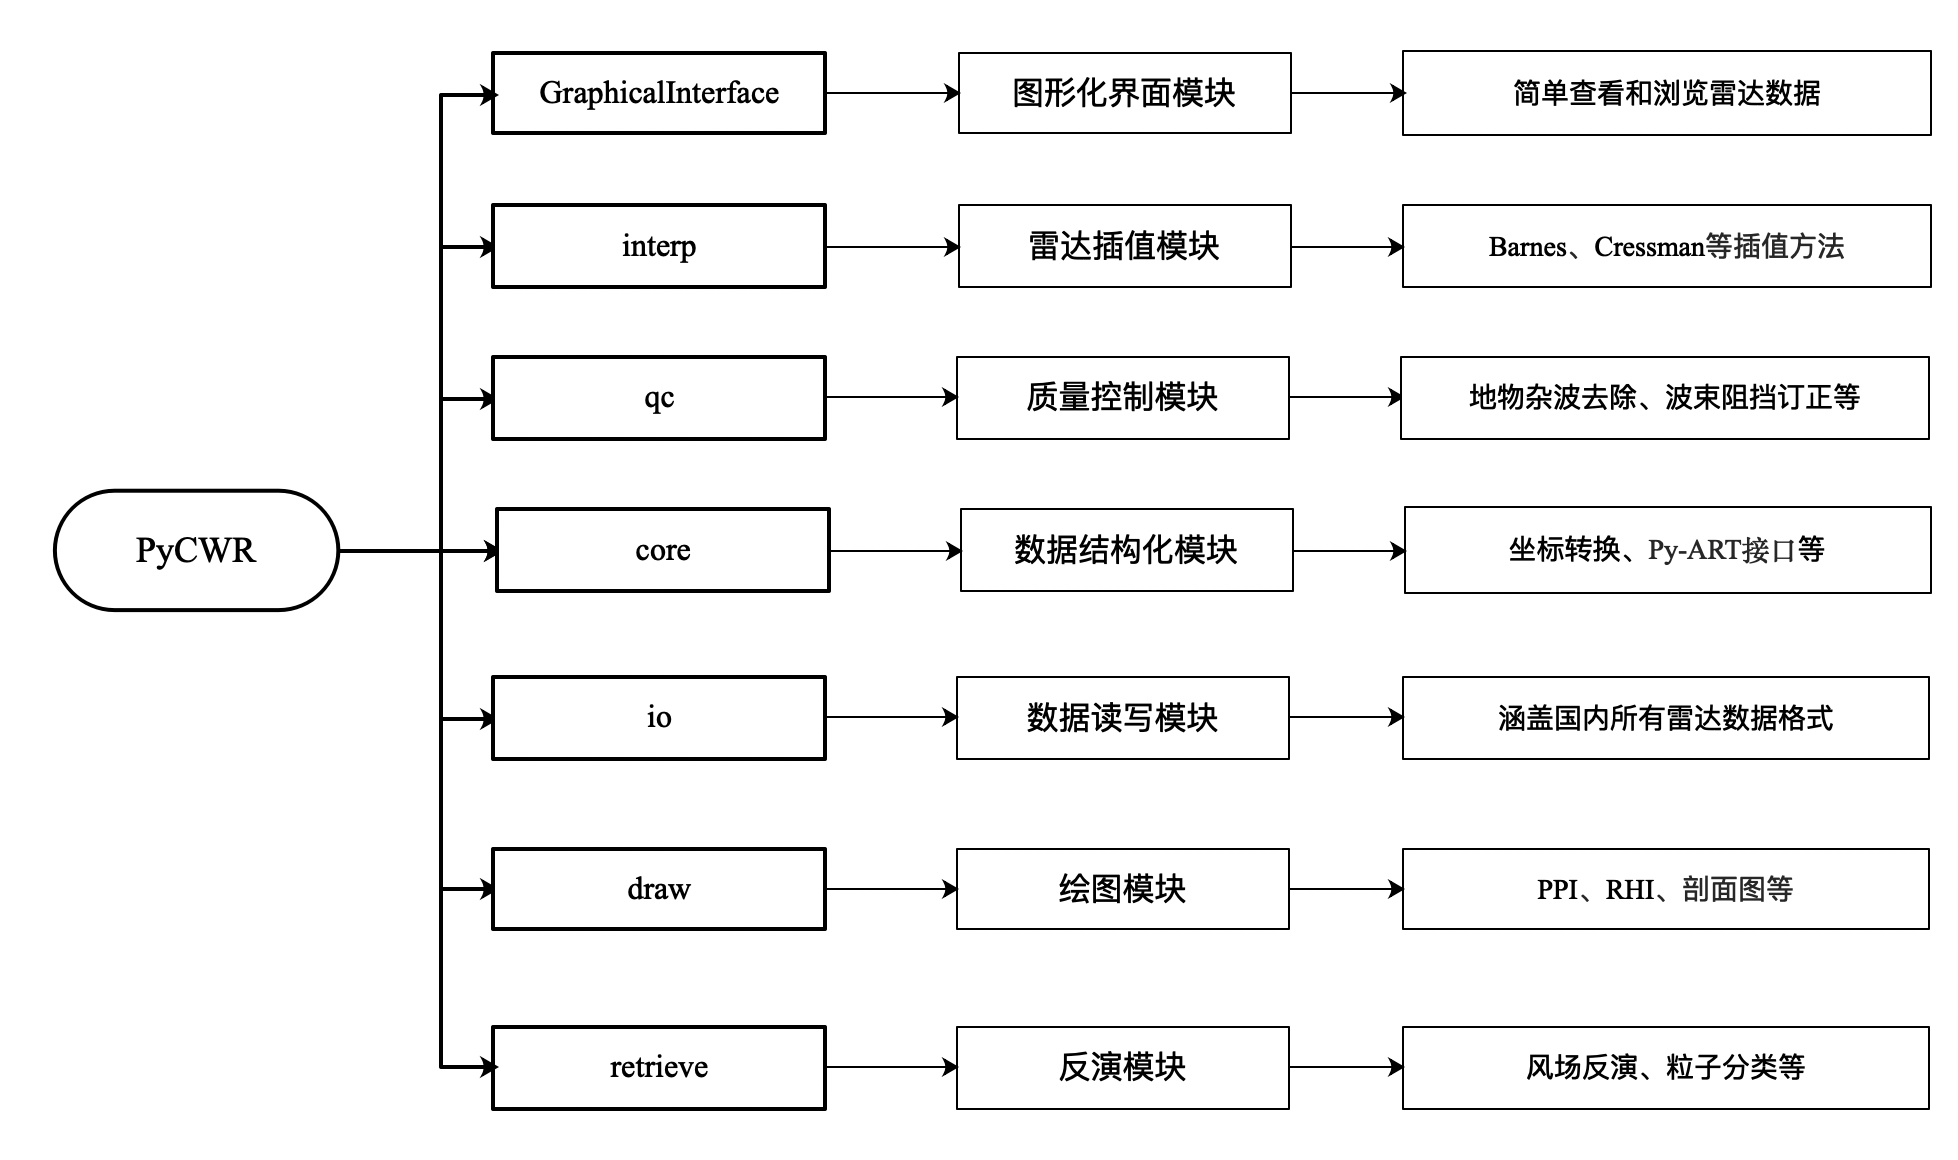 GraphicalInterface
图形化界面模块
简单查看和浏览雷达数据
interp
雷达插值模块
Barnes、Cressman等插值方法
qc
质量控制模块
地物杂波去除、波束阻挡订正等
PyCWR
core
数据结构化模块
坐标转换、Py-ART接口等
io
数据读写模块
涵盖国内所有雷达数据格式
draw
绘图模块
PPI、RHI、剖面图等
retrieve
反演模块
风场反演、粒子分类等